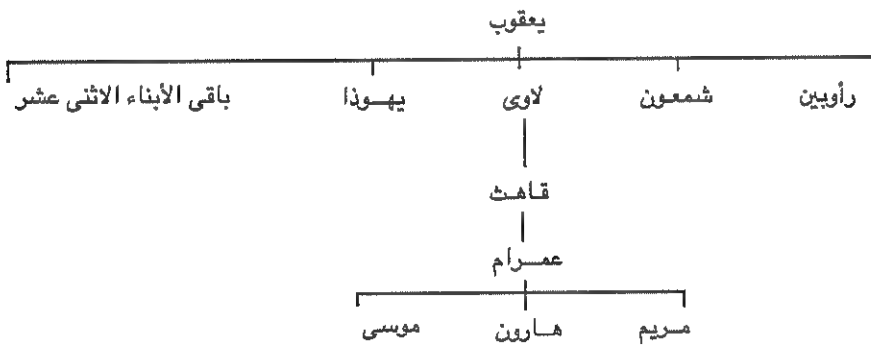 يعقوب
رأوبين شمعون لاوى يهوذا باقى الأبناء الاثنى عشر
قاهث
عمرام
مريم هارون موسى